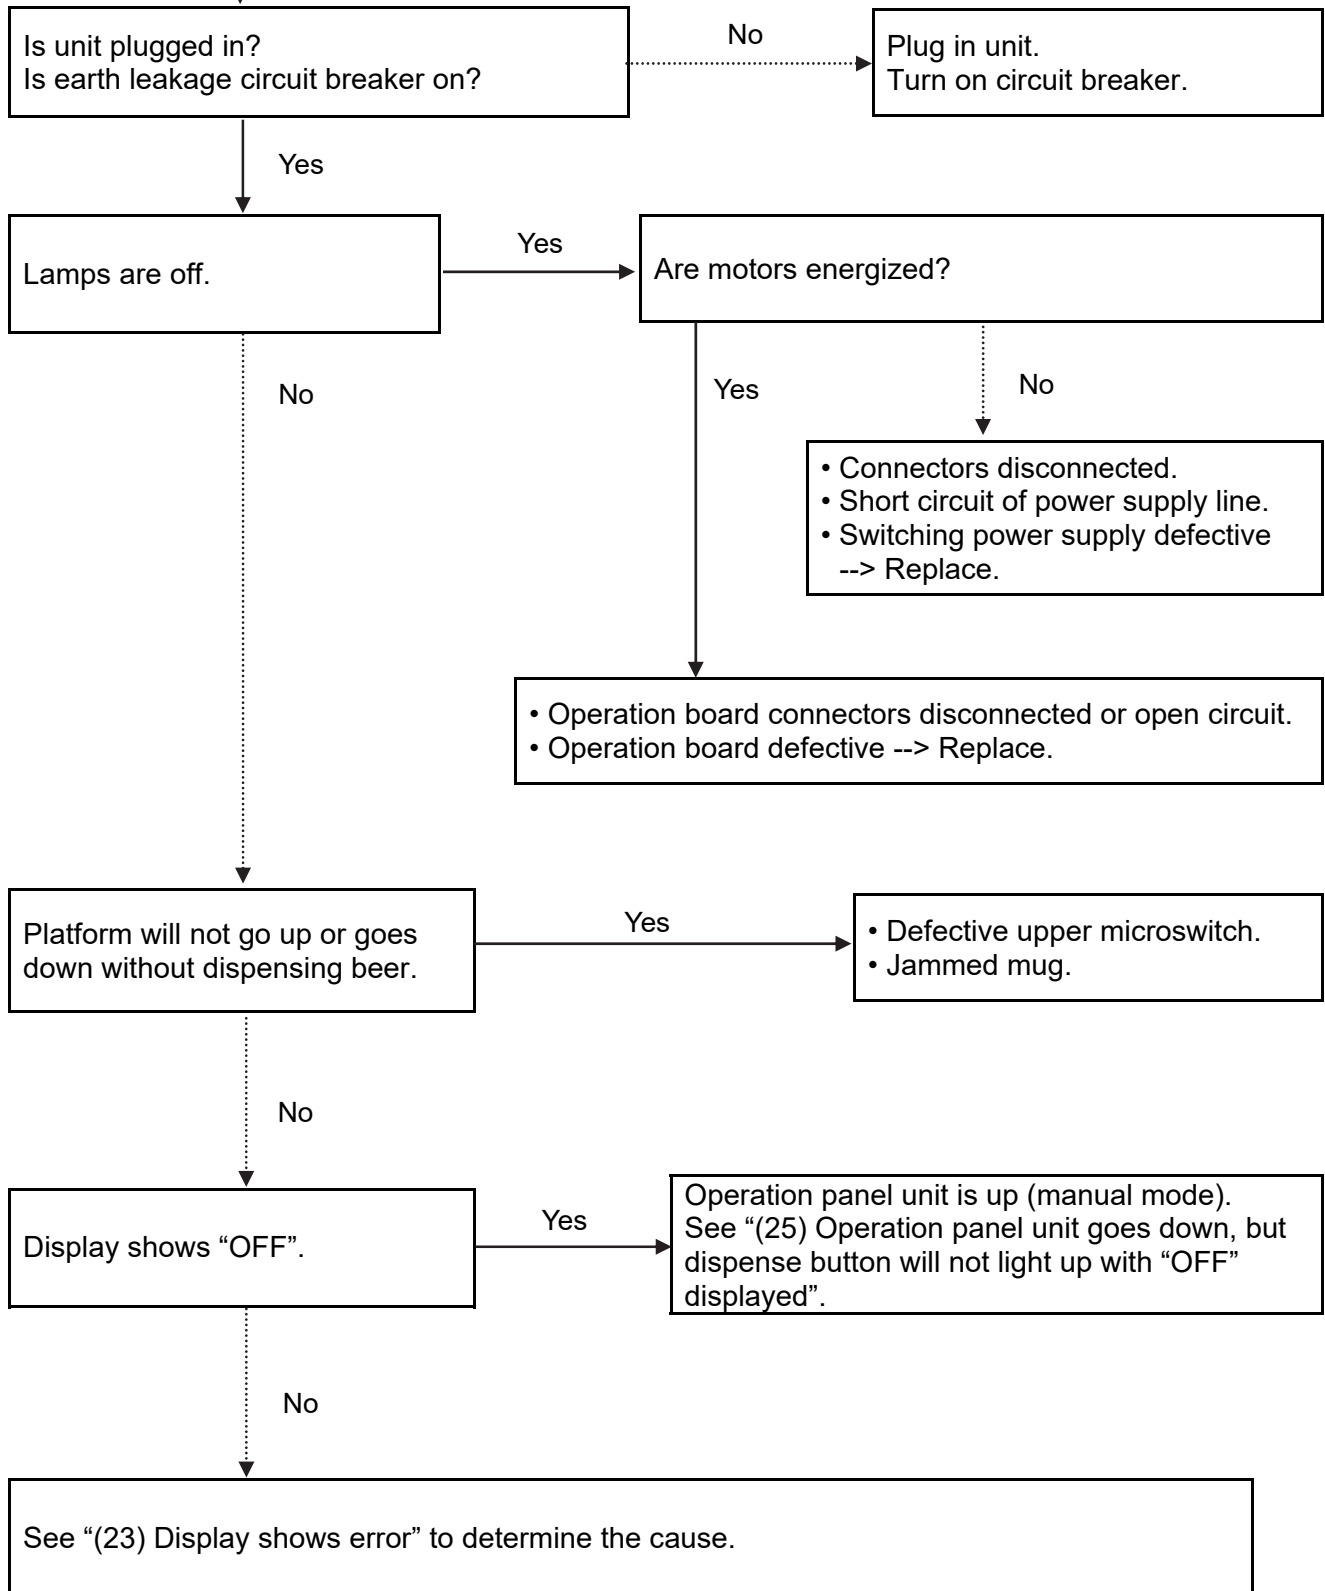 Is unit plugged in?
Is earth leakage circuit breaker on?
No
Plug in unit.
Turn on circuit breaker.
Yes
Lamps are off.
Yes
Are motors energized?
No
Yes
No
• Connectors disconnected.
• Short circuit of power supply line.
• Switching power supply defective
--> Replace.
• Operation board connectors disconnected or open circuit.
• Operation board defective --> Replace.
Platform will not go up or goes
down without dispensing beer.
Yes
• Defective upper microswitch.
• Jammed mug.
No
Display shows “OFF”.
Yes
Operation panel unit is up (manual mode).
See “(25) Operation panel unit goes down, but
dispense button will not light up with “OFF”
displayed”.
No
See “(23) Display shows error” to determine the cause.